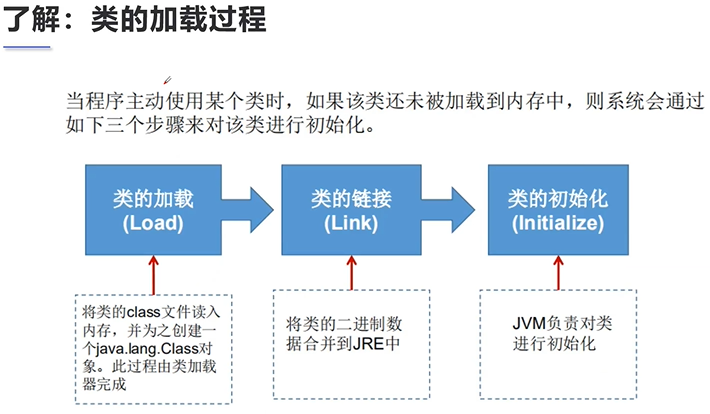 了解：类的加载过程
当程序主动使用某个类时，如果该类还未被加载到内存中，则系统会通过
如下三个步骤来对该类进行初始化。
类的加载
(Load)
类的链接
(Link)
类的初始化
(Initialize)
将类的class文件读入
内存，并为之创建一
个java.lang.Class对
象。此过程由类加载
器完成
将类的二进制数
据合并到JRE中
JVM负责对类
进行初始化